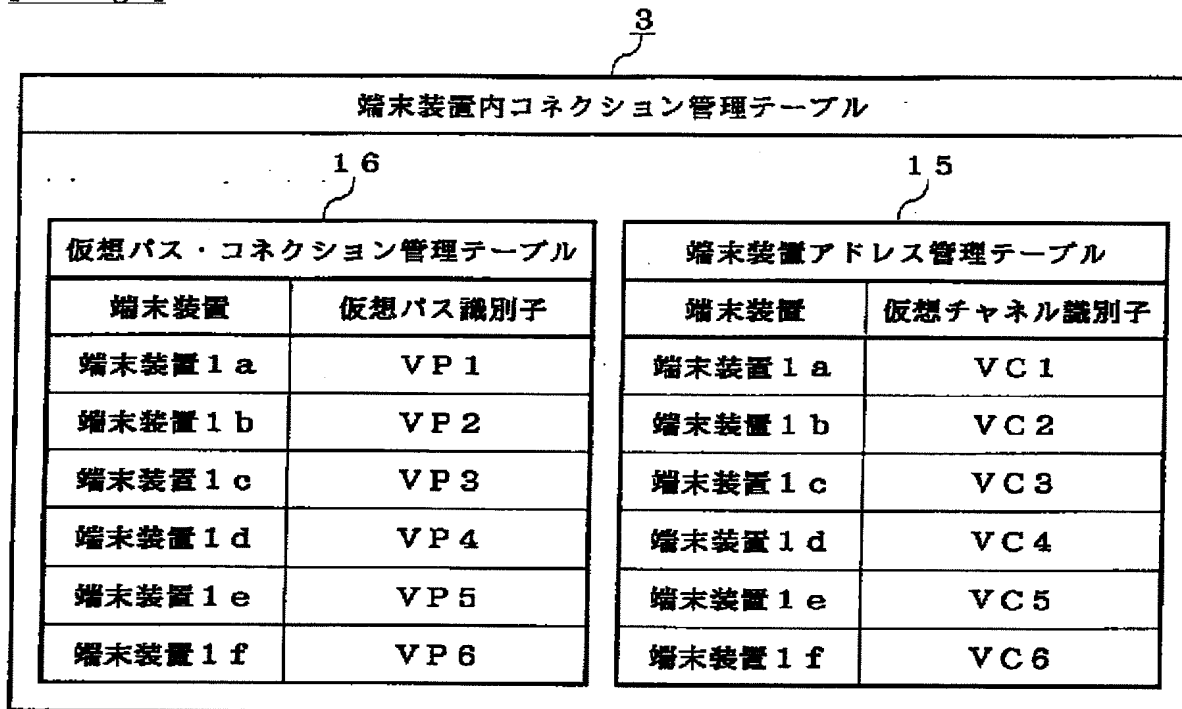 3
端末装置内コネクション管理テーブル
16
仮想パス・コネクション管理テーブル
端末装置 仮想パス識別子
端末装置1a VP1
端末装置1b VP2
端末装置1c VP3
端末装置1d VP4
端末装置1e VP5
端末装置1f VP6
15
端末装置アドレス管理テーブル
端末装置 仮想チャネル識別子
端末装置1a VC1
端末装置1b VC2
端末装置1c VC3
端末装置1d VC4
端末装置1e VC5
端末装置1f VC6